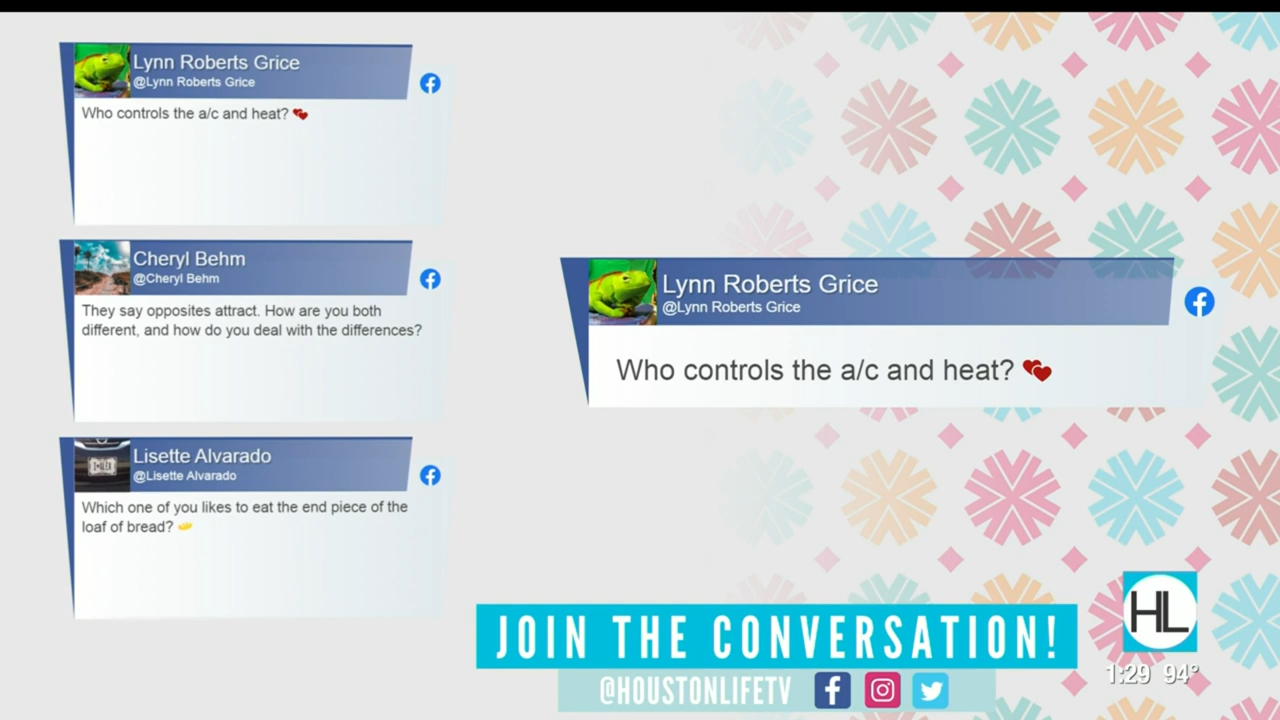 Lynn Roberts Grice
@Lynn Roberts Grice
Who controls the a/c and heat?
Cheryl Behm
@Cheryl Behm
They say opposites attract. How are you both
different, and how do you deal with the differences?
Lisette Alvarado
@Lisette Alvarado
Which one of you likes to eat the end piece of the
loaf of bread?
Lynn Roberts Grice
@Lynn Roberts Grice
Who controls the a/c and heat?
JOIN THE CONVERSATION!
@HOUSTONLIFETV
HL
1:29 94°